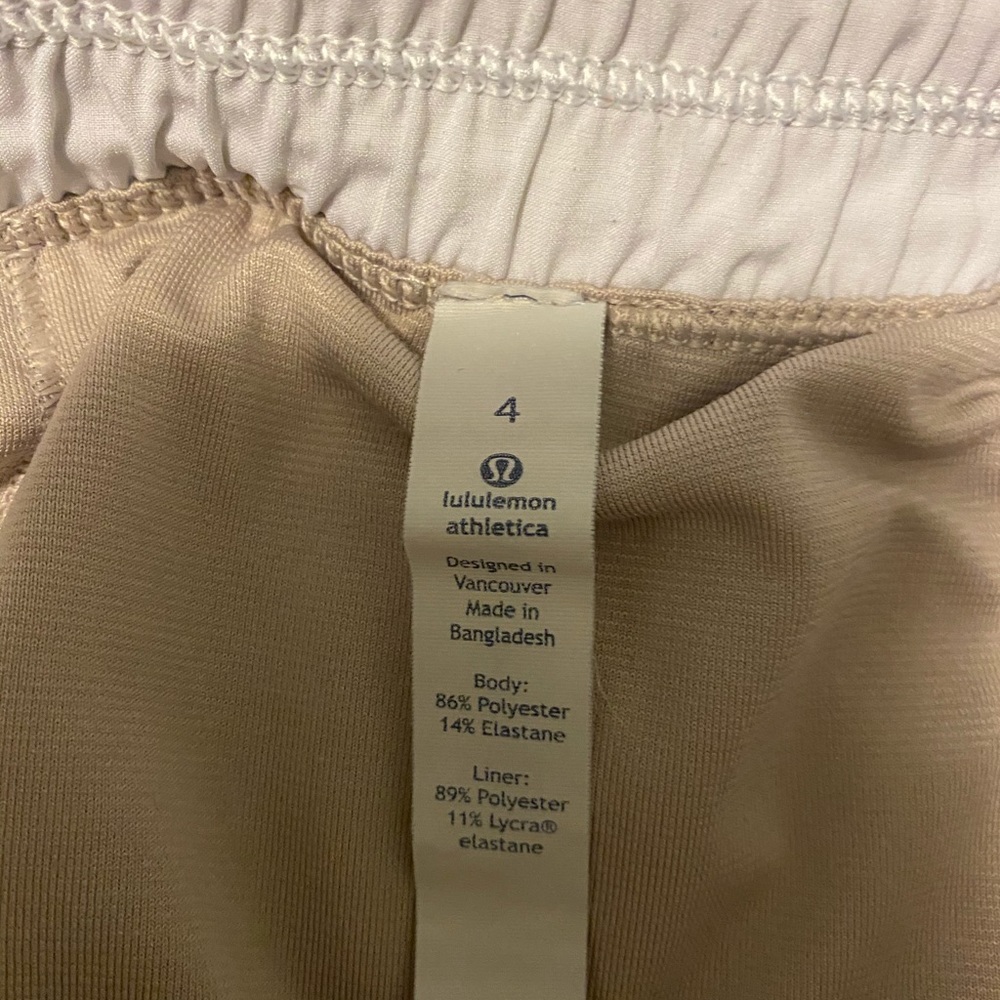 4
lululemon
athletica
Designed in
Vancouver
Made in
Bangladesh
Body:
86% Polyester
14% Elastane
Liner:
89% Polyester
11% Lycra®
elastane